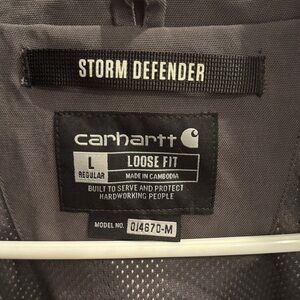 STORM DEFENDER
carhartt
L
REGULAR
LOOSE FIT
MADE IN CAMBODIA
BUILT TO SERVE AND PROTECT
HARDWORKING PEOPLE
MODEL NO. OJ4670-M